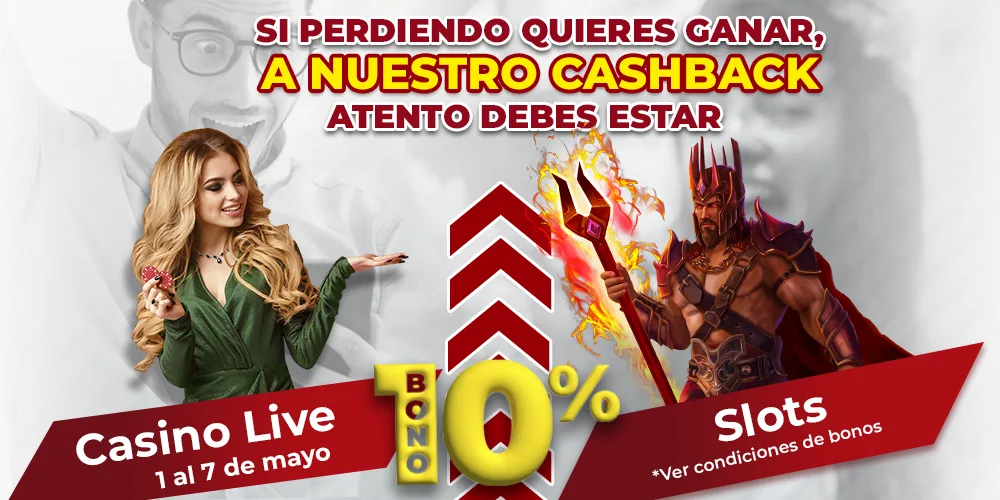 SI PERDIENDO QUIERES GANAR,
A NUESTRO CASHBACK
ATENTO DEBES ESTAR
Casino Live
1 al 7 de mayo
BONO
10%
Slots
*Ver condiciones de bonos